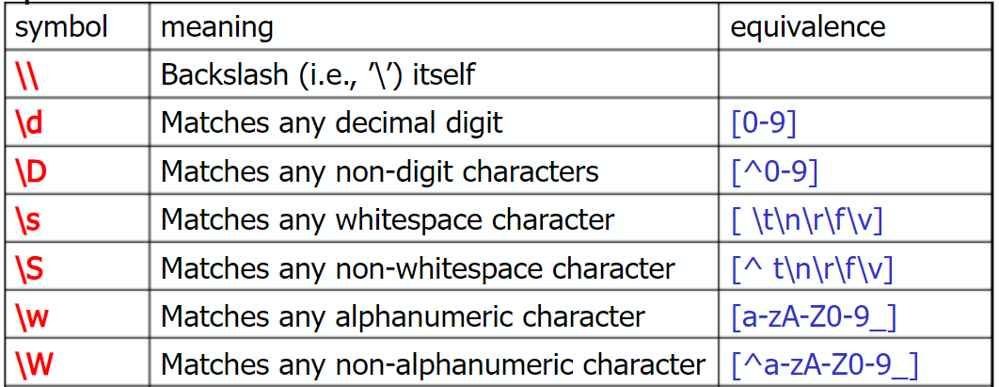 symbol meaning equivalence
\\ Backslash (i.e., ’\’) itself
\d Matches any decimal digit [0-9]
\D Matches any non-digit characters [^0-9]
\s Matches any whitespace character [ \t\n\r\f\v]
\S Matches any non-whitespace character [^ t\n\r\f\v]
\w Matches any alphanumeric character [a-zA-Z0-9_]
\W Matches any non-alphanumeric character [^a-zA-Z0-9_]